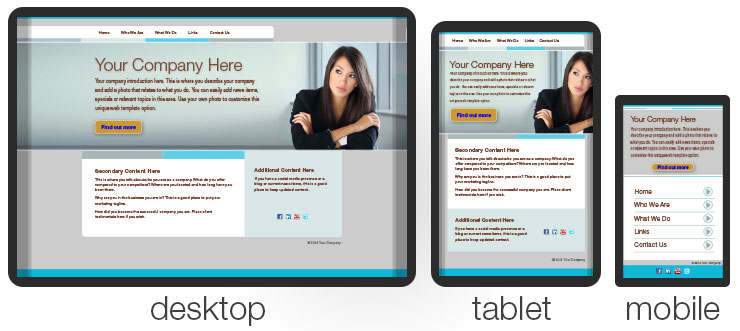 Home Who We Are What We Do Links Contact Us
Your Company Here
Your company introduction here. This is where you describe your company
and add a photo that relates to what you do. You can easily add news items,
specials or relevant topics in this area. Use your own photo to customise this
unique web template option.
Find out more
Secondary Content Here
This is where you talk about who you are as a company. What do you
offer compared to your competitors? Where are you located and how long have you
been there.
Why are you in the business you are in? This is a good place to put your
marketing tagline.
How did you become the successful company you are. Place client
testimonials here if you wish.
Additional Content Here
If you have a social media presence or a
blog or current news items, this is a good
place to keep updated content.
© 2012 Your Company
desktop
Home Who We Are What We Do Links Contact Us
Your Company Here
Your company introduction here. This is where you describe
your company and add a photo that relates to what
you do. You can easily add news items, specials or
relevant topics in this area. Use your own photo to customise this
unique web template option.
Find out more
Secondary Content Here
This is where you talk about who you are as a company. What do you
offer compared to your competitors? Where are you located and how
long have you been there.
Why are you in the business you are in? This is a good place to put
your marketing tagline.
How did you become the successful company you are. Place client
testimonials here if you wish.
Additional Content Here
If you have a social media presence or a
blog or current news items, this is a good
place to keep updated content.
© 2012 Your Company
tablet
Your Company Here
Your company introduction here. This is where you
describe your company and add a photo that relates to
what you do. You can easily add news items, specials
or relevant topics in this area. Use your own photo to
customise this unique web template option.
Find out more
Home
Who We Are
What We Do
Links
Contact Us
Your Company
mobile